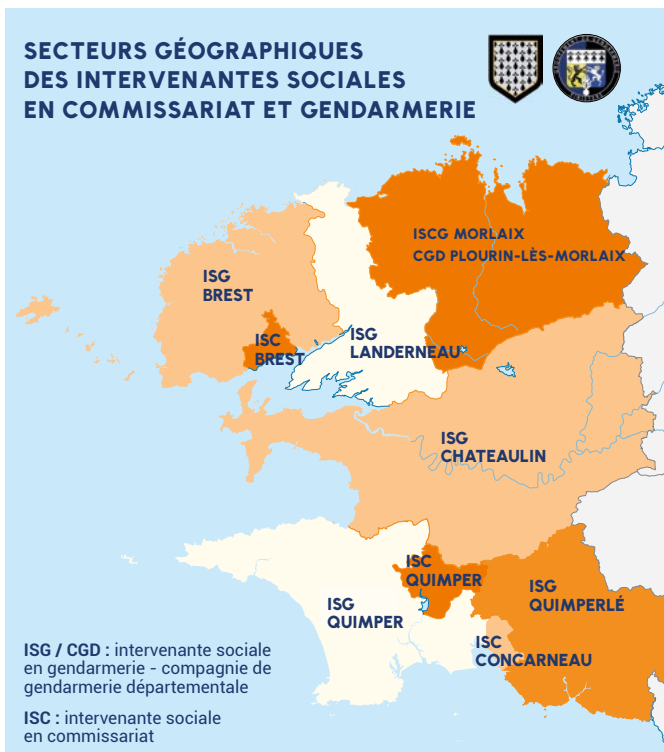 SECTEURS GÉOGRAPHIQUES
DES INTERVENANTES SOCIALES
EN COMMISSARIAT ET GENDARMERIE
ISCG MORLAIX
CGD PLOURIN-LÈS-MORLAIX
ISG
BREST
ISC
BREST
ISG
LANDERNEAU
ISG
CHATEAULIN
ISC
QUIMPER
ISG
QUIMPER
ISG
QUIMPERLÉ
ISC
CONCARNEAU
ISG / CGD : intervenante sociale
en gendarmerie - compagnie de
gendarmerie départementale
ISC : intervenante sociale
en commissariat